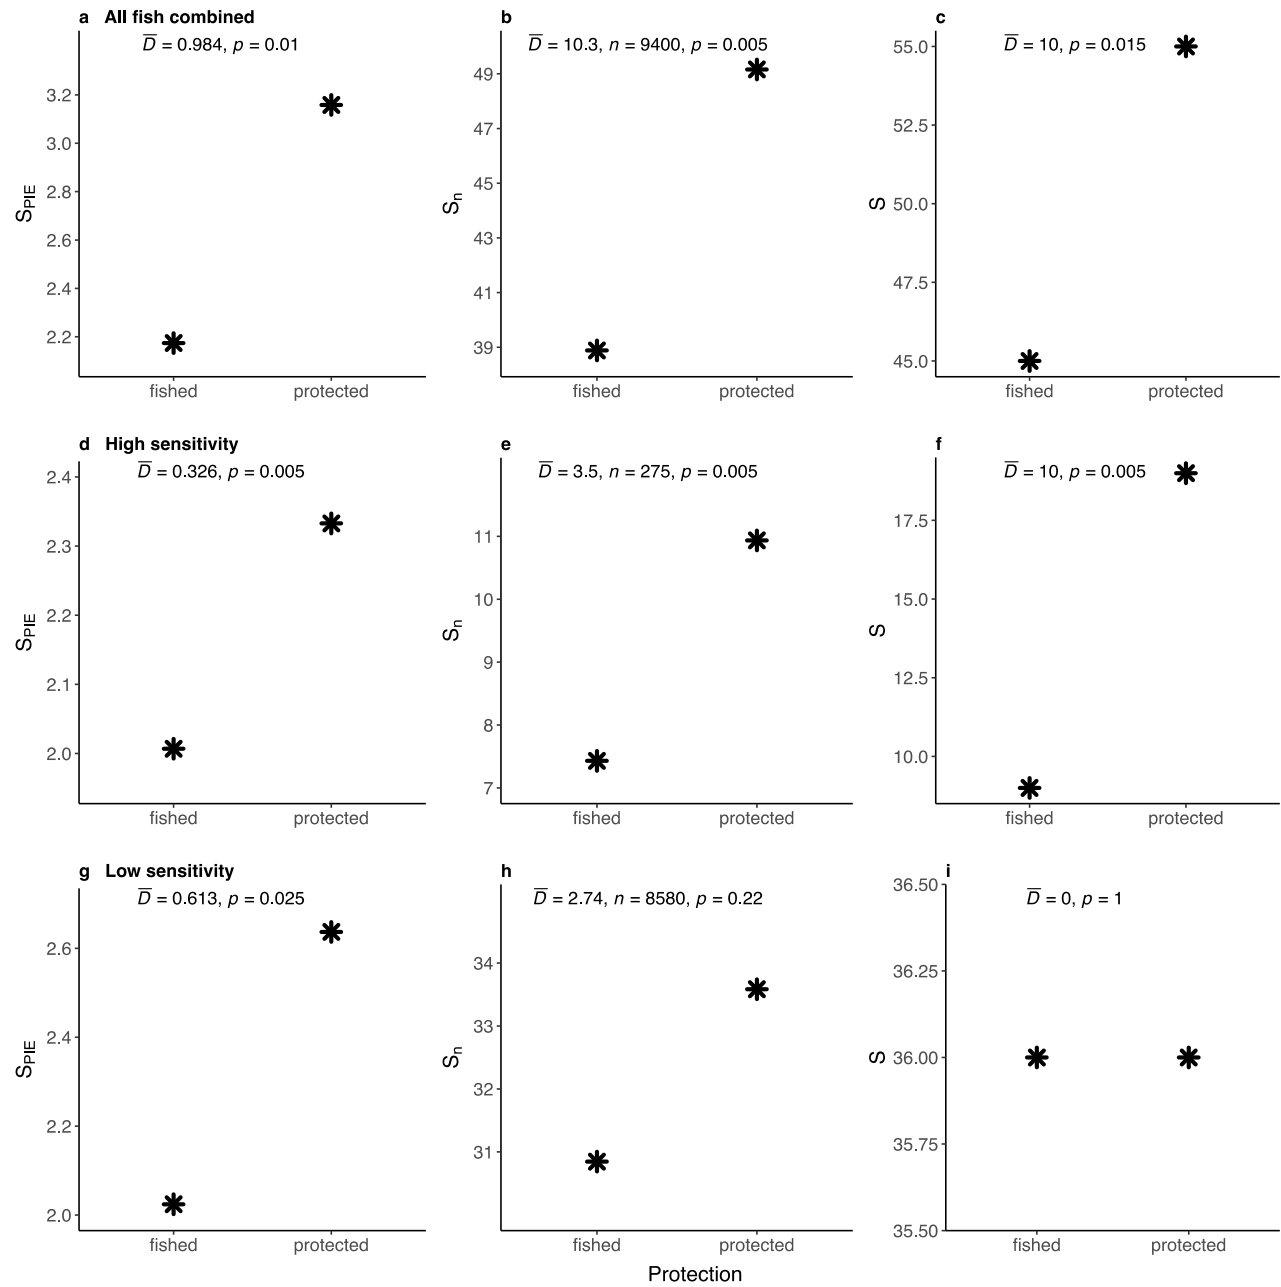 a All fish combined
D̅ = 0.984, p = 0.01
3.2
3.0
2.8
2.6
2.4
2.2
SPIE
fished protected
b
D̅ = 10.3, n = 9400, p = 0.005
49
47
45
43
41
39
Sn
fished protected
c
D̅ = 10, p = 0.015
55.0
52.5
50.0
47.5
45.0
S
fished protected
d High sensitivity
D̅ = 0.326, p = 0.005
2.4
2.3
2.2
2.1
2.0
SPIE
fished protected
e
D̅ = 3.5, n = 275, p = 0.005
11
10
9
8
7
Sn
fished protected
f
D̅ = 10, p = 0.005
17.5
15.0
12.5
10.0
S
fished protected
g Low sensitivity
D̅ = 0.613, p = 0.025
2.6
2.4
2.2
2.0
SPIE
fished protected
h
D̅ = 2.74, n = 8580, p = 0.22
34
33
32
31
Sn
fished protected
i
D̅ = 0, p = 1
36.50
36.25
36.00
35.75
35.50
S
fished protected
Protection